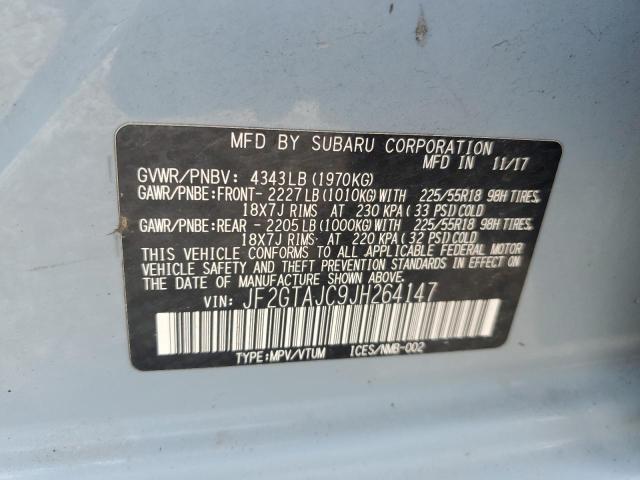 MFD BY SUBARU CORPORATION
MFD IN 11/17
GVWR/PNBV: 4343LB (1970KG)
GAWR/PNBE:FRONT-2227LB (1010KG) WITH 225/55R18 98H TIRES,
18X7J RIMS AT 230 KPA (33 PSI) COLD
GAWR/PNBE:REAR -2205LB (1000KG) WITH 225/55R18 98H TIRES,
18X7J RIMS AT 220 KPA (32 PSI) COLD
THIS VEHICLE CONFORMS TO ALL APPLICABLE FEDERAL MOTOR
VEHICLE SAFETY AND THEFT PREVENTION STANDARDS IN EFFECT ON
THE DATE OF MANUFACTURE SHOWN ABOVE.
VIN: JF2GTAJC9JH264147
TYPE:MPV/VTUM ICES/NMB-002